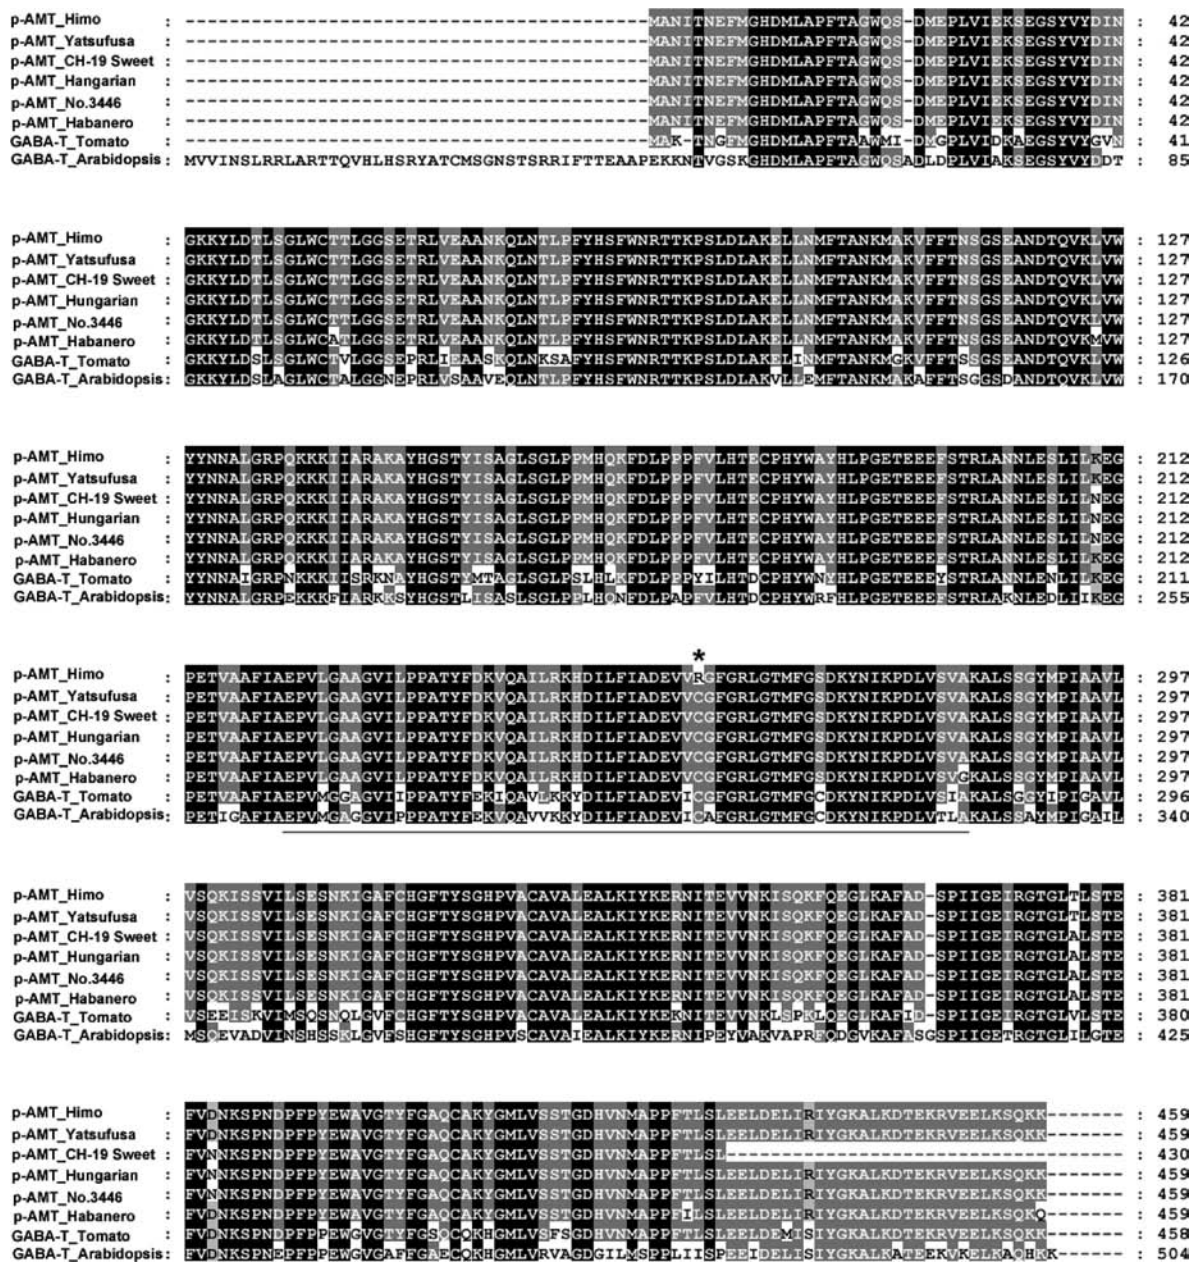 p-AMT_Himo : ------------------------------------------MANITNEFMGHDMLAPFTAGWQS-DMEPLVIEKSEGSYVYDIN : 42
p-AMT_Yatsufusa : ------------------------------------------MANITNEFMGHDMLAPFTAGWQS-DMEPLVIEKSEGSYVYDIN : 42
p-AMT_CH-19 Sweet : ------------------------------------------MANITNEFMGHDMLAPFTAGWQS-DMEPLVIEKSEGSYVYDIN : 42
p-AMT_Hangarian : ------------------------------------------MANITNEFMGHDMLAPFTAGWQS-DMEPLVIEKSEGSYVYDIN : 42
p-AMT_No.3446 : ------------------------------------------MANITNEFMGHDMLAPFTAGWQS-DMEPLVIEKSEGSYVYDIN : 42
p-AMT_Habanero : ------------------------------------------MANITNEFMGHDMLAPFTAGWQS-DMEPLVIEKSEGSYVYDIN : 42
GABA-T_Tomato : ------------------------------------------MAK-TNGFMGHDMLAPFTAAWMI-DMGPLVIDKAEGSYVYGVN : 41
GABA-T_Arabidopsis : MVVINSLRRLARTTQVHLHSRYATCMSGNSTSRRIFTTEAAPEKKNTVGSKGHDMLAPFTAGWQSADLDPLVIAKSEGSYVYDDT : 85
p-AMT_Himo : GKKYLDTLSGLWCTTLGGSETRLVEAANKQLNTLPFYHSFWNRTTKPSLDLAKELLNMFTANKMAKVFFTNSGSEANDTQVKLVW : 127
p-AMT_Yatsufusa : GKKYLDTLSGLWCTTLGGSETRLVEAANKQLNTLPFYHSFWNRTTKPSLDLAKELLNMFTANKMAKVFFTNSGSEANDTQVKLVW : 127
p-AMT_CH-19 Sweet : GKKYLDTLSGLWCTTLGGSETRLVEAANKQLNTLPFYHSFWNRTTKPSLDLAKELLNMFTANKMAKVFFTNSGSEANDTQVKLVW : 127
p-AMT_Hungarian : GKKYLDTLSGLWCTTLGGSETRLVEAANKQLNTLPFYHSFWNRTTKPSLDLAKELLNMFTANKMAKVFFTNSGSEANDTQVKLVW : 127
p-AMT_No.3446 : GKKYLDTLSGLWCTTLGGSETRLVEAANKQLNTLPFYHSFWNRTTKPSLDLAKELLNMFTANKMAKVFFTNSGSEANDTQVKLVW : 127
p-AMT_Habanero : GKKYLDTLSGLWCATLGGSETRLVEAANKQLNTLPFYHSFWNRTTKPSLDLAKELLNMFTANKMAKVFFTNSGSEANDTQVKMVW : 127
GABA-T_Tomato : GKKYLDSLSGLWCTVLGGSEPRLIEAASKQLNKSAFYHSFWNRTTKPSLDLAKELINMFTANKMGKVFFTSSGSEANDTQVKLVW : 126
GABA-T_Arabidopsis : GKKYLDSLAGLWCTALGGNEPRLVSAAVEQLNTLPFYHSFWNRTTKPSLDLAKVLLEMFTANKMAKAFFTSGGSDANDTQVKLVW : 170
p-AMT_Himo : YYNNALGRPQKKKIIARAKAYHGSTYISAGLSGLPPMHQKFDLPPPFVLHTECPHYWAYHLPGETEEEFSTRLANNLESLILKEG : 212
p-AMT_Yatsufusa : YYNNALGRPQKKKIIARAKAYHGSTYISAGLSGLPPMHQKFDLPPPFVLHTECPHYWAYHLPGETEEEFSTRLANNLESLILKEG : 212
p-AMT_CH-19 Sweet : YYNNALGRPQKKKIIARAKAYHGSTYISAGLSGLPPMHQKFDLPPPFVLHTECPHYWAYHLPGETEEEFSTRLANNLESLILNEG : 212
p-AMT_Hungarian : YYNNALGRPQKKKIIARAKAYHGSTYISAGLSGLPPMHQKFDLPPPFVLHTECPHYWAYHLPGETEEEFSTRLANNLESLILNEG : 212
p-AMT_No.3446 : YYNNALGRPQKKKIIARAKAYHGSTYISAGLSGLPPMHQKFDLPPPFVLHTECPHYWAYHLPGETEEEFSTRLANNLESLILNEG : 212
p-AMT_Habanero : YYNNALGRPQKKKIIARAKAYHGSTYISAGLSGLPPMHQKFDLPPPFVLHTECPHYWAYHLPGETEEEFSTRLANNLESLILKEG : 212
GABA-T_Tomato : YYNNAIGRPNKKKIISRKNAYHGSTYMTAGLSGLPSLHLKFDLPPPYILHTDCPHYWNYHLPGETEEEYSTRLANNLENLILKEG : 211
GABA-T_Arabidopsis : YYNNALGRPEKKKFIARKKSYHGSTLISASLSGLPPLHQNFDLPAPFVLHTDCPHYWRFHLPGETEEEFSTRLAKNLEDLIIKEG : 255
*
p-AMT_Himo : PETVAAFIAEPVLGAAGVILPPATYFDKVQAILRKHDILFIADEVVRGFGRLGTMFGSDKYNIKPDLVSVAKALSSGYMPIAAVL : 297
p-AMT_Yatsufusa : PETVAAFIAEPVLGAAGVILPPATYFDKVQAILRKHDILFIADEVVCGFGRLGTMFGSDKYNIKPDLVSVAKALSSGYMPIAAVL : 297
p-AMT_CH-19 Sweet : PETVAAFIAEPVLGAAGVILPPATYFDKVQAILRKHDILFIADEVVCGFGRLGTMFGSDKYNIKPDLVSVAKALSSGYMPIAAVL : 297
p-AMT_Hungarian : PETVAAFIAEPVLGAAGVILPPATYFDKVQAILRKHDILFIADEVVCGFGRLGTMFGSDKYNIKPDLVSVAKALSSGYMPIAAVL : 297
p-AMT_No.3446 : PETVAAFIAEPVLGAAGVILPPATYFDKVQAILRKHDILFIADEVVCGFGRLGTMFGSDKYNIKPDLVSVAKALSSGYMPIAAVL : 297
p-AMT_Habanero : PETVAAFIAEPVLGAAGVILPPATYFDKVQAILRKHDILFIADEVVCGFGRLGTMFGSDKYNIKPDLVSVGKALSSGYMPIAAVL : 297
GABA-T_Tomato : PETVAAFIAEPVMGGAGVIIPPATYFEKIQAVLKKYDILFIADEVICGFGRLGTMFGCDKYNIKPDLVSIAKALSGGYIPIGAVL : 296
GABA-T_Arabidopsis : PETIGAFIAEPVMGAGGVIPPPATYFEKVQAVVKKYDILFIADEVICAFGRLGTMFGCDKYNIKPDLVTLAKALSSAYMPIGAIL : 340
p-AMT_Himo : VSQKISSVILSESNKIGAFCHGFTYSGHPVACAVALEALKIYKERNITEVVNKISQKFQEGLKAFAD-SPIIGEIRGTGLTLSTE : 381
p-AMT_Yatsufusa : VSQKISSVILSESNKIGAFCHGFTYSGHPVACAVALEALKIYKERNITEVVNKISQKFQEGLKAFAD-SPIIGEIRGTGLTLSTE : 381
p-AMT_CH-19 Sweet : VSQKISSVILSESNKIGAFCHGFTYSGHPVACAVALEALKIYKERNITEVVNKISQKFQEGLKAFAD-SPIIGEIRGTGLALSTE : 381
p-AMT_Hungarian : VSQKISSVILSESNKIGAFCHGFTYSGHPVACAVALEALKIYKERNITEVVNKISQKFQEGLKAFAD-SPIIGEIRGTGLALSTE : 381
p-AMT_No.3446 : VSQKISSVILSESNKIGAFCHGFTYSGHPVACAVALEALKIYKERNITEVVNKISQKFQEGLKAFAD-SPIIGEIRGTGLALSTE : 381
p-AMT_Habanero : VSQKISSVILSESNKIGAFCHGFTYSGHPVACAVALEALKIYKERNITEVVNKISQKFQEGLKAFAD-SPIIGEIRGTGLALSTE : 381
GABA-T_Tomato : VSEEISKVIMSQSNQLGVFCHGFTYSGHPVACAVALEALKIYKEKNITEVVNKLSPKLQEGLKAFID-SPIIGEIRGTGLVLSTE : 380
GABA-T_Arabidopsis : MSQEVADVINSHSSKLGVFSHGFTYSGHPVSCAVAIEALKIYKERNIPEYVAKVAPRFQDGVKAFASGSPIIGETRGTGLILGTE : 425
p-AMT_Himo : FVDNKSPNDPFPYEWAVGTYFGAQCAKYGMLVSSTGDHVNMAPPFTLSLEELDELIRIYGKALKDTEKRVEELKSQKK------- : 459
p-AMT_Yatsufusa : FVDNKSPNDPFPYEWAVGTYFGAQCAKYGMLVSSTGDHVNMAPPFTLSLEELDELIRIYGKALKDTEKRVEELKSQKK------- : 459
p-AMT_CH-19 Sweet : FVNNKSPNDPFPYEWAVGTYFGAQCAKYGMLVSSTGDHVNMAPPFTLSL------------------------------------ : 430
p-AMT_Hungarian : FVNNKSPNDPFPYEWAVGTYFGAQCAKYGMLVSSTGDHVNMAPPFTLSLEELDELIRIYGKALKDTEKRVEELKSQKK------- : 459
p-AMT_No.3446 : FVNNKSPNDPFPYEWAVGTYFGAQCAKYGMLVSSTGDHVNMAPPFTLSLEELDELIRIYGKALKDTEKRVEELKSQKK------- : 459
p-AMT_Habanero : FVDNKSPNDPFPYEWAVGTYFGAQCAKYGMLVSSTGDHVNMAPPFILSLEELDELIRIYGKALKDTEKRVEELKSQKQ------- : 459
GABA-T_Tomato : FVDNKSPNDPFPPEWGVGTYFGSQCQKHGMLVSFSGDHVNMAPPFTLSLEELDEMISIYGKALKDTEKRVEELKSQKK------- : 458
GABA-T_Arabidopsis : FVDNKSPNEPFPPEWGVGAFFGAECQKHGMLVRVAGDGILMSPPLIISPEEIDELISIYGKALKATEEKVKELKAQHKK------ : 504